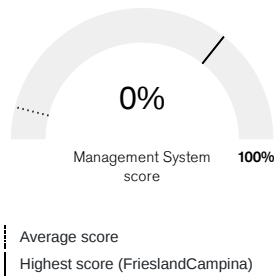 0%
Management System
score
100%
Average score
Highest score (FrieslandCampina)